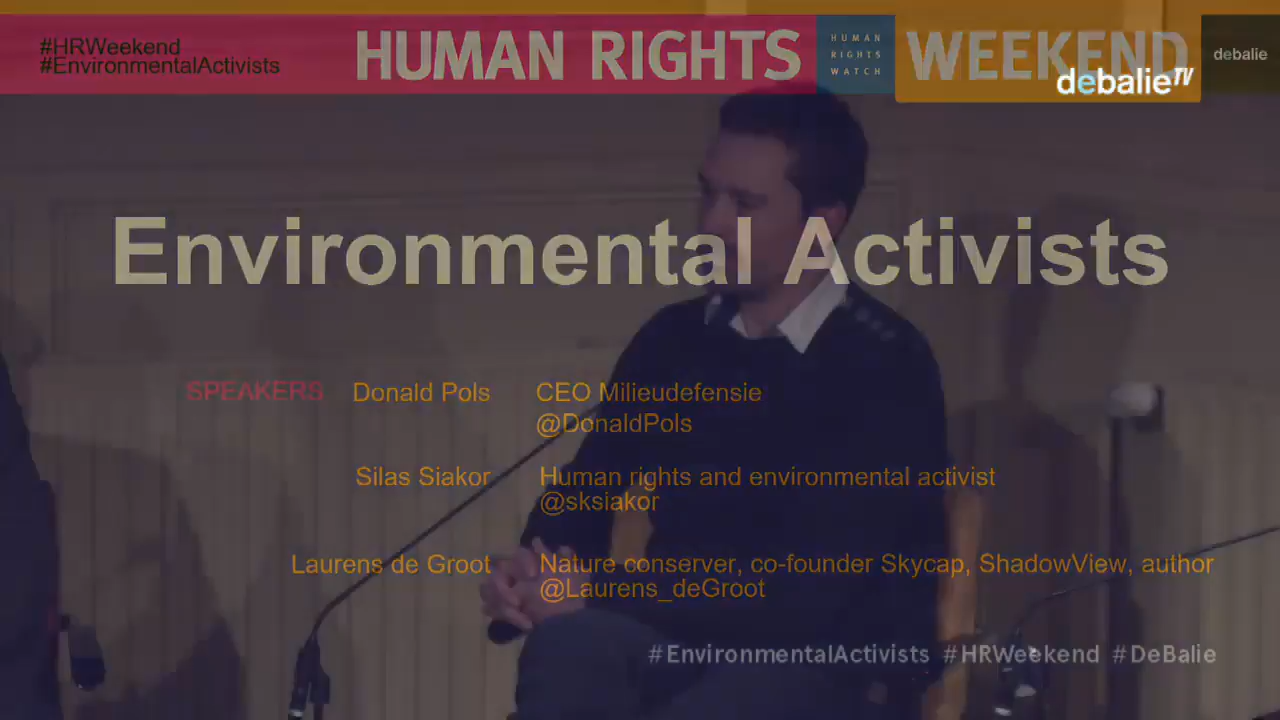 #HRWeekend
#EnvironmentalActivists
HUMAN RIGHTS
HUMAN
RIGHTS
WATCH
WEEKEND
debalie
debalieTV
Environmental Activists
SPEAKERS Donald Pols CEO Milieudefensie
@DonaldPols
Silas Siakor Human rights and environmental activist
@sksiakor
Laurens de Groot Nature conserver, co-founder Skycap, ShadowView, author
@Laurens_deGroot
#EnvironmentalActivists #HRWeekend #DeBalie